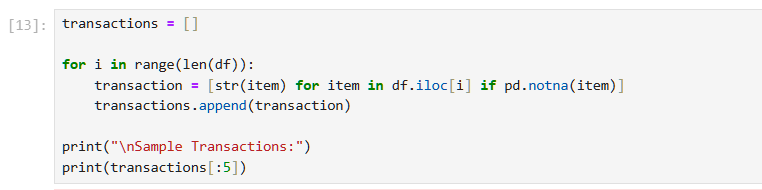 [13]: transactions = []
for i in range(len(df)):
    transaction = [str(item) for item in df.iloc[i] if pd.notna(item)]
    transactions.append(transaction)
print("\nSample Transactions:")
print(transactions[:5])